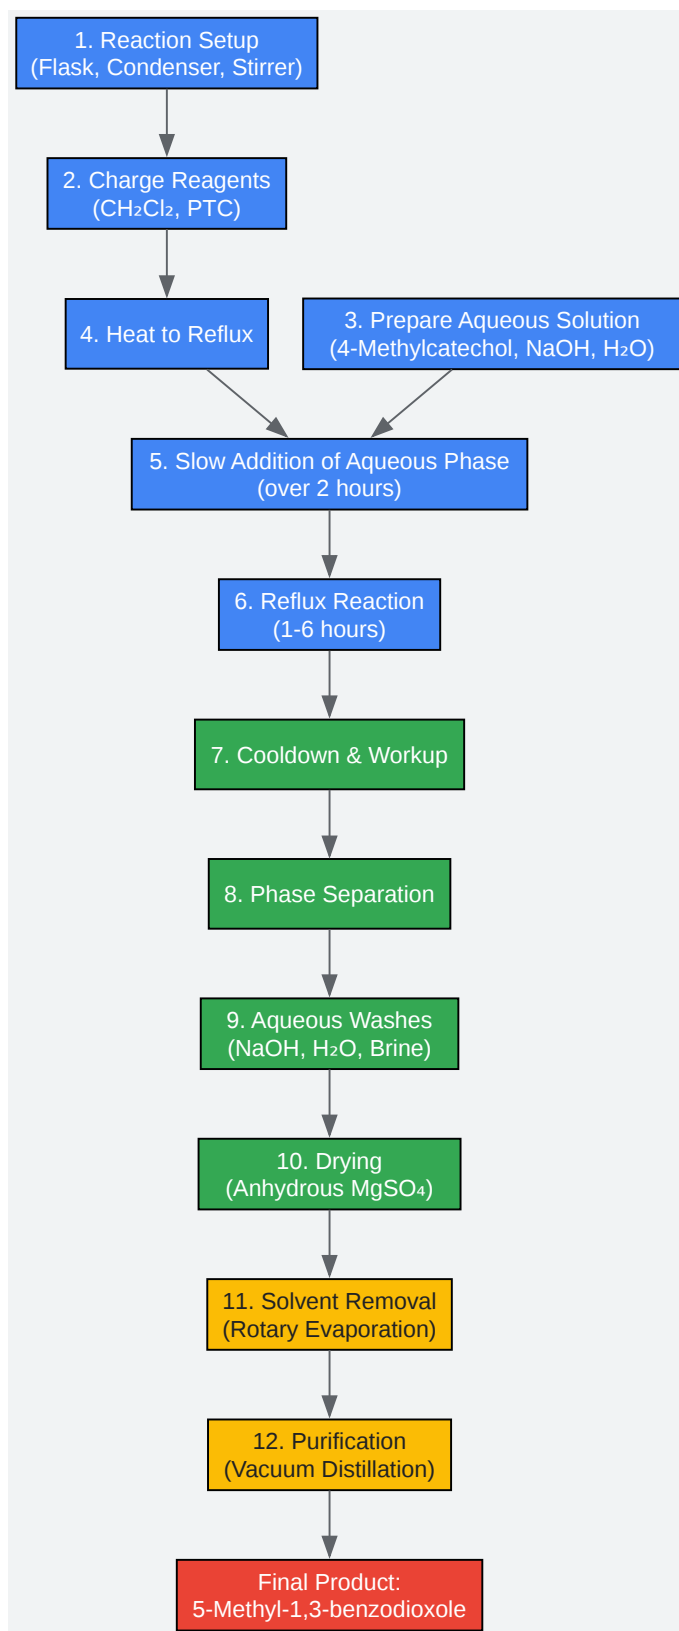 1. Reaction Setup
(Flask, Condenser, Stirrer)
2. Charge Reagents
(CH₂Cl₂, PTC)
4. Heat to Reflux
3. Prepare Aqueous Solution
(4-Methylcatechol, NaOH, H₂O)
5. Slow Addition of Aqueous Phase
(over 2 hours)
6. Reflux Reaction
(1-6 hours)
7. Cooldown & Workup
8. Phase Separation
9. Aqueous Washes
(NaOH, H₂O, Brine)
10. Drying
(Anhydrous MgSO₄)
11. Solvent Removal
(Rotary Evaporation)
12. Purification
(Vacuum Distillation)
Final Product:
5-Methyl-1,3-benzodioxole